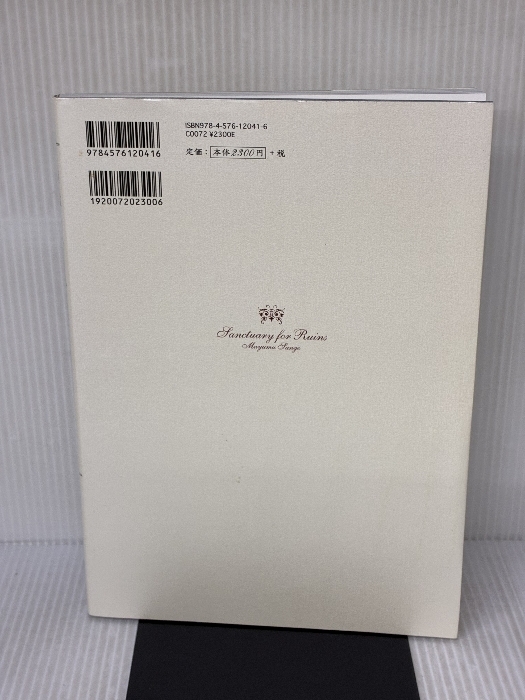 ISBN978-4-576-12041-6
C0072 ¥2300E
定価：本体2300円 + 税
9784576120416
1920072023006
Sanctuary for Ruins
Mayumu Sango